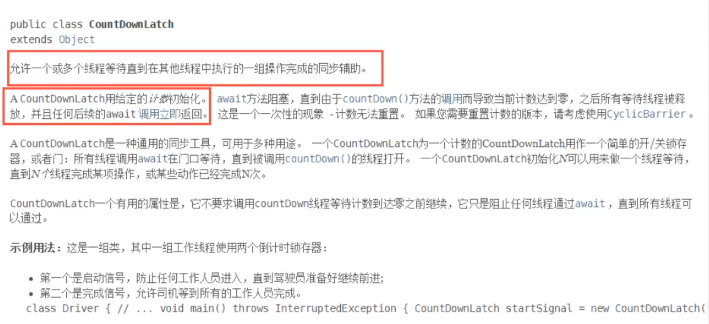 public class CountDownLatch
extends Object
允许一个或多个线程等待直到在其他线程中执行的一组操作完成的同步辅助。
A CountDownLatch用给定的计数初始化。 await方法阻塞，直到由于countDown()方法的调用而导致当前计数达到零，之后所有等待线程被释
放，并且任何后续的await 调用立即返回。 这是一个一次性的现象 - 计数无法重置。 如果您需要重置计数的版本，请考虑使用CyclicBarrier 。
A CountDownLatch是一种通用的同步工具，可用于多种用途。 一个CountDownLatch为一个计数的CountDownLatch用作一个简单的开/关锁存
器，或者门：所有线程调用await在门口等待，直到被调用countDown()的线程打开。 一个CountDownLatch初始化N可以用来做一个线程等待，
直到N个线程完成某项操作，或某些动作已经完成N次。
CountDownLatch一个有用的属性是，它不要求调用countDown线程等待计数到达零之前继续，它只是阻止任何线程通过await ，直到所有线程可
以通过。
示例用法：这是一组类，其中一组工作线程使用两个倒计时锁存器：
• 第一个是启动信号，防止任何工作人员进入，直到驾驶员准备好继续前进;
• 第二个是完成信号，允许司机等到所有的工作人员完成。
class Driver { // ... void main() throws InterruptedException { CountDownLatch startSignal = new CountDownLatch(